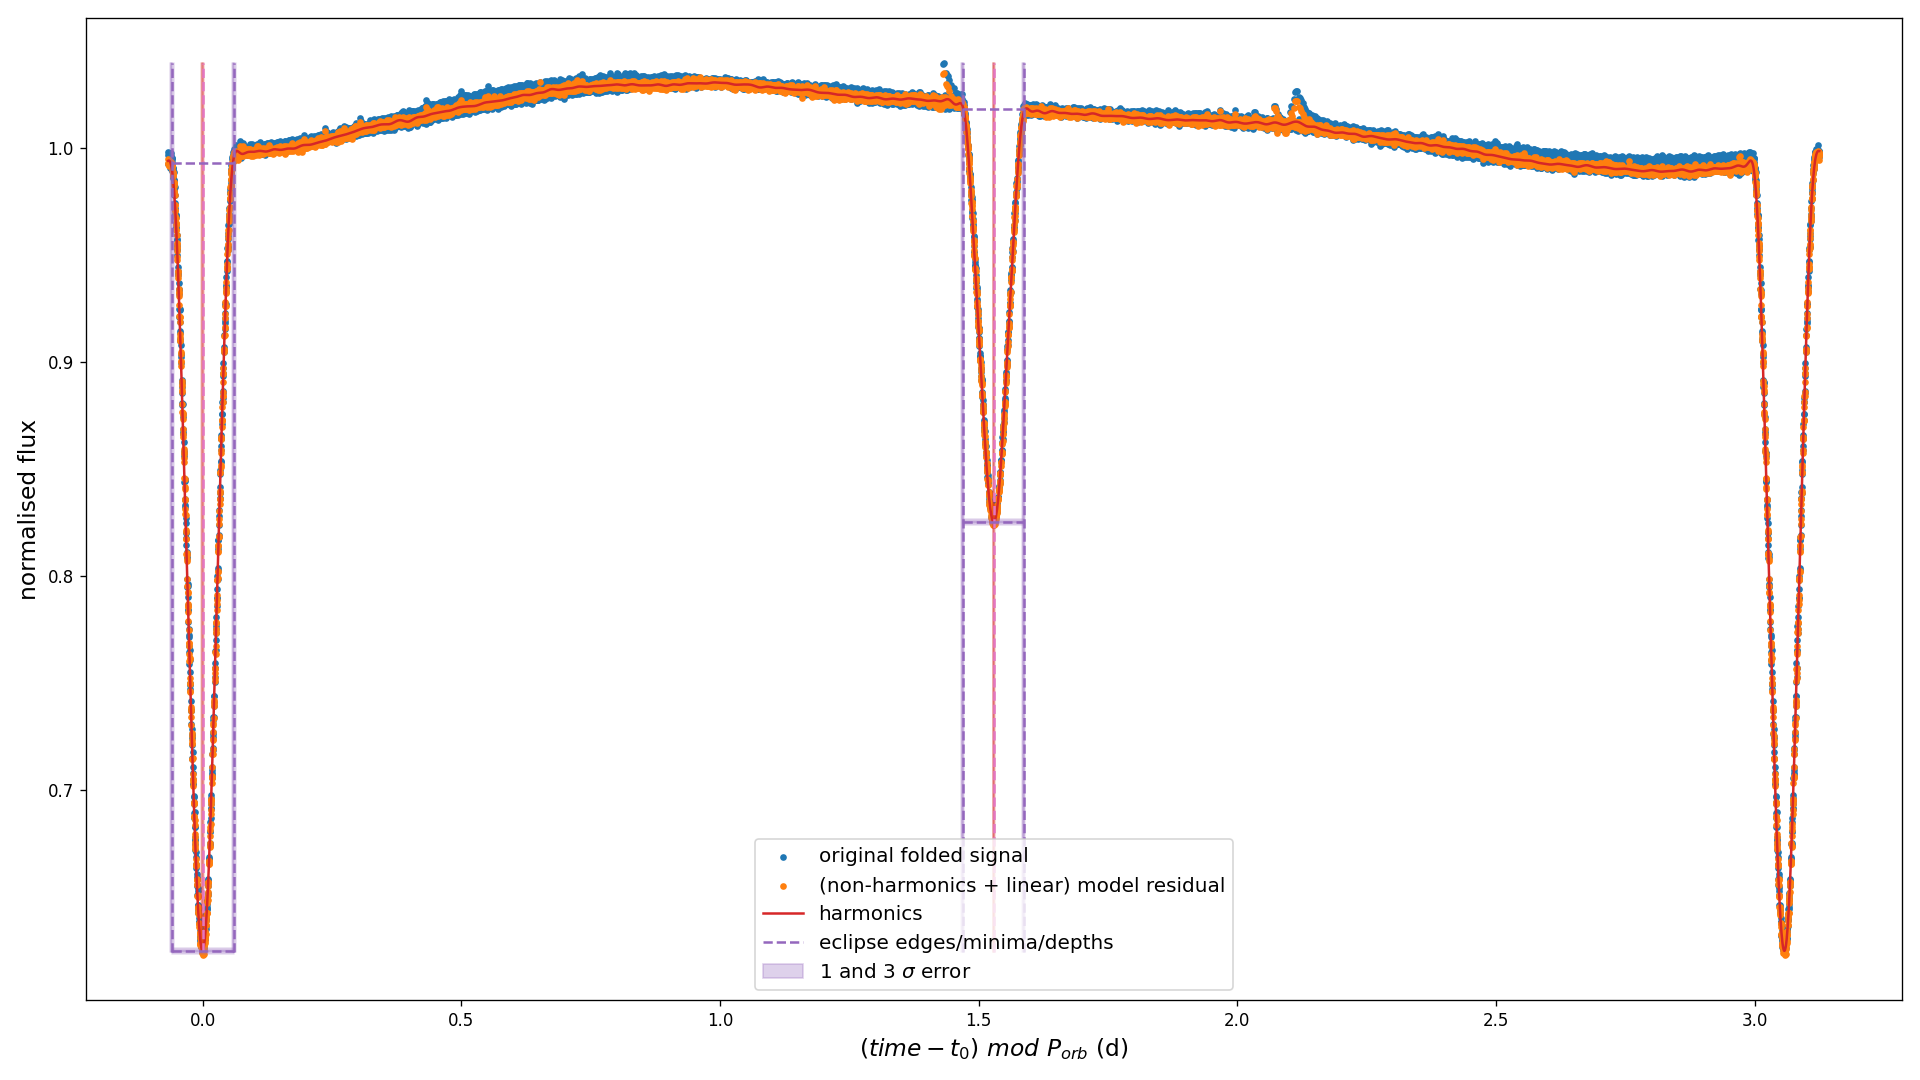 normalised flux
1.0
0.9
0.8
0.7
0.0
0.5
1.0
1.5
2.0
2.5
3.0
(time − t₀) mod Pₒᵣb (d)
original folded signal
(non-harmonics + linear) model residual
harmonics
eclipse edges/minima/depths
1 and 3 σ error